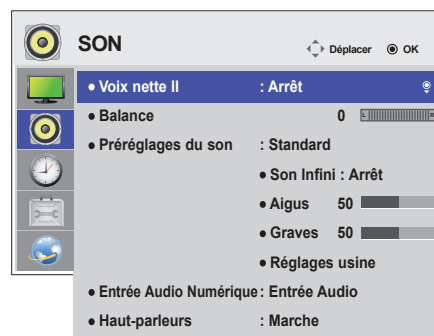 SON
Déplacer OK
• Voix nette II : Arrêt
• Balance 0 L R
• Préréglages du son : Standard
• Son Infini : Arrêt
• Aigus 50
• Graves 50
• Réglages usine
• Entrée Audio Numérique : Entrée Audio
• Haut-parleurs : Marche